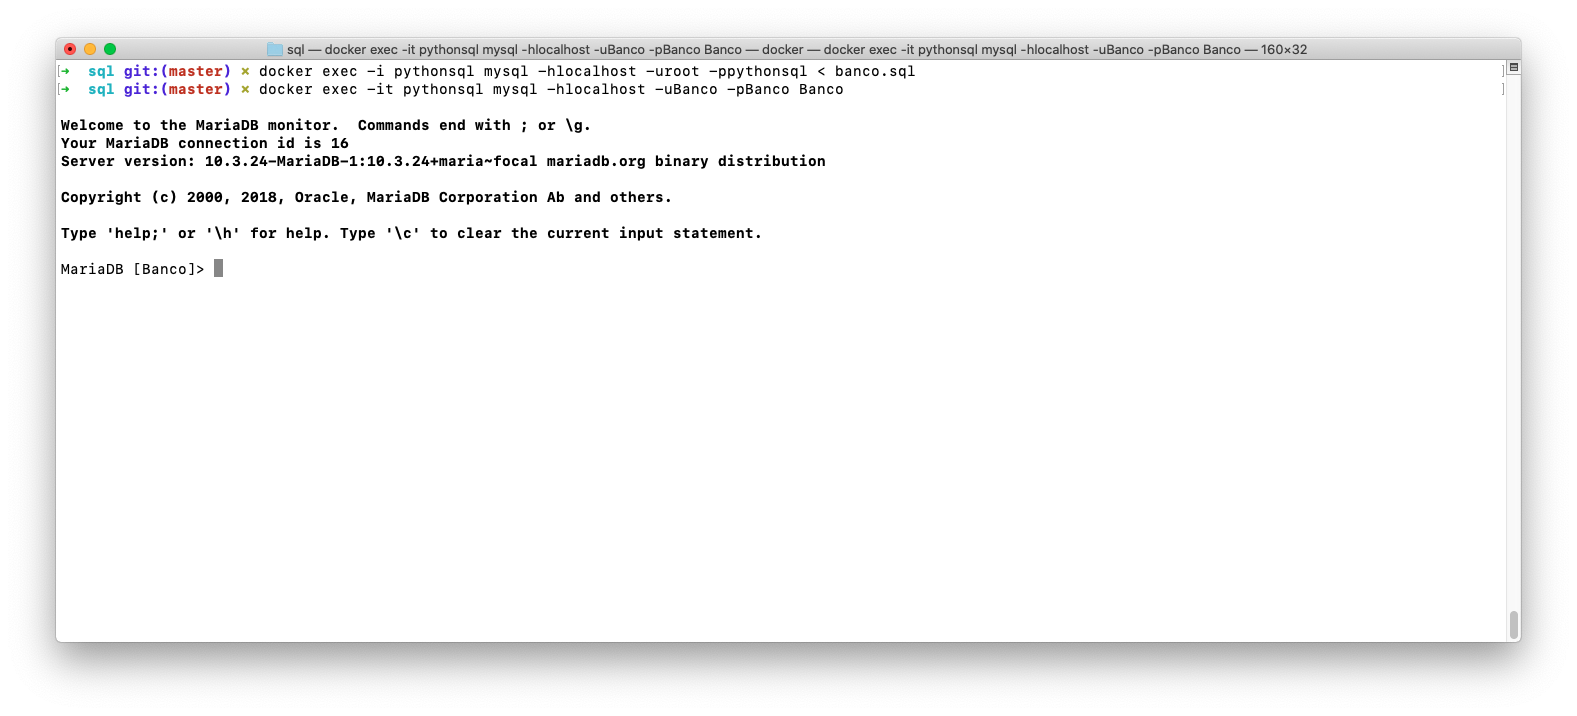 sql — docker exec -it pythonsql mysql -hlocalhost -uBanco -pBanco Banco — docker — docker exec -it pythonsql mysql -hlocalhost -uBanco -pBanco Banco — 160×32
[➜  sql git:(master) ✗ docker exec -i pythonsql mysql -hlocalhost -uroot -ppythonsql < banco.sql ]
[➜  sql git:(master) ✗ docker exec -it pythonsql mysql -hlocalhost -uBanco -pBanco Banco ]
Welcome to the MariaDB monitor.  Commands end with ; or \g.
Your MariaDB connection id is 16
Server version: 10.3.24-MariaDB-1:10.3.24+maria~focal mariadb.org binary distribution
Copyright (c) 2000, 2018, Oracle, MariaDB Corporation Ab and others.
Type 'help;' or '\h' for help. Type '\c' to clear the current input statement.
MariaDB [Banco]>